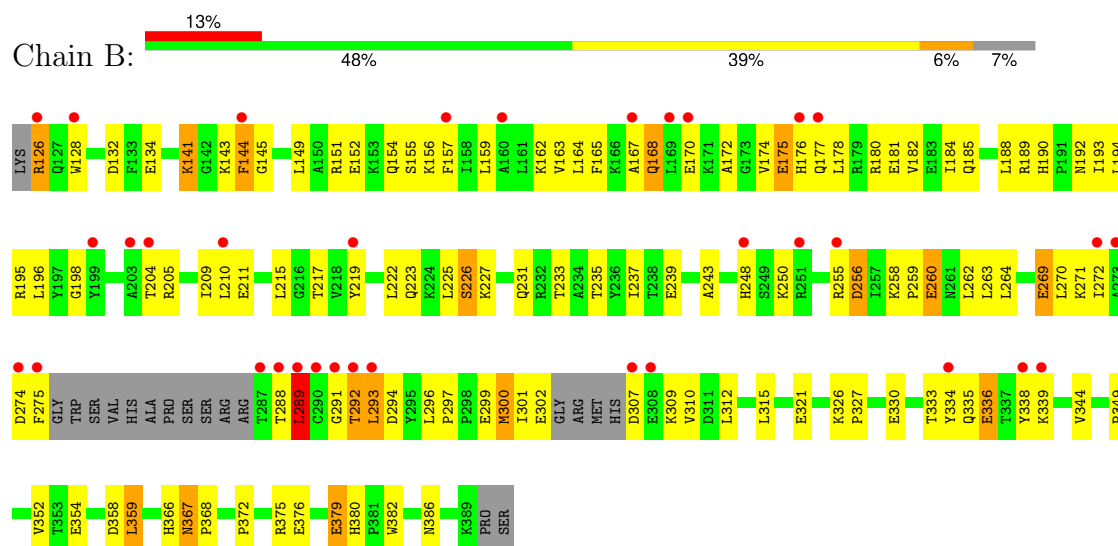 13%
Chain B:
48% 39% 6% 7%
LYS R126 Q127 W128 D132 F133 E134 K141 G142 K143 F144 G145 L149 A150 R151 E152 K153 Q154 S155 K156 F157 I158 L159 A160 L161 K162 V163 L164 F165 K166 A167 Q168 L169 E170 K171 A172 G173 V174 E175 H176 Q177 L178 R179 R180 E181 V182 E183 I184 Q185 L188 R189 H190 P191 N192 I193 L194
R195 L196 Y197 G198 Y199 A203 T204 R205 I209 L210 E211 L215 G216 T217 V218 Y219 L222 Q223 K224 L225 S226 K227 Q231 R232 T233 A234 T235 Y236 I237 T238 E239 A243 H248 S249 K250 R251 R255 D256 I257 K258 P259 E260 N261 L262 L263 L264 E269 L270 K271 I272 A273
D274 F275 GLY TRP SER VAL HIS ALA PRO SER SER ARG ARG T287 T288 L289 C290 G291 T292 L293 D294 Y295 L296 P297 P298 E299 M300 I301 E302 GLY ARG MET HIS D307 E308 K309 V310 D311 L312 L315 E321 K326 P327 E330 T333 Y334 Q335 E336 T337 Y338 K339 V344
V352 T353 E354 D358 L359 H366 N367 P368 P372 R375 E376 E379 H380 P381 W382 N386 K389 PRO SER